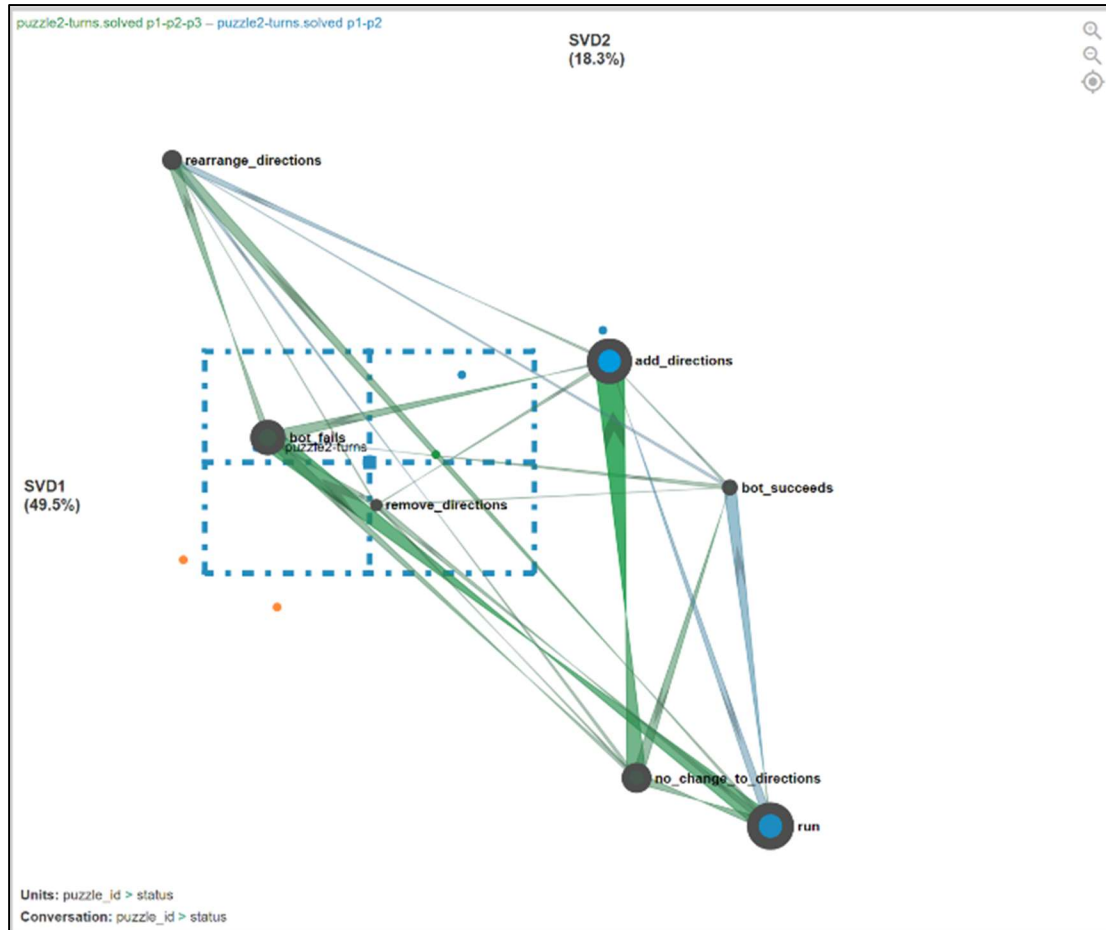 puzzle2-turns.solved p1-p2-p3 – puzzle2-turns.solved p1-p2
SVD2
(18.3%)
rearrange_directions
add_directions
bot_fails
puzzle2-turns
SVD1
(49.5%)
bot_succeeds
remove_directions
no_change_to_directions
run
Units: puzzle_id > status
Conversation: puzzle_id > status